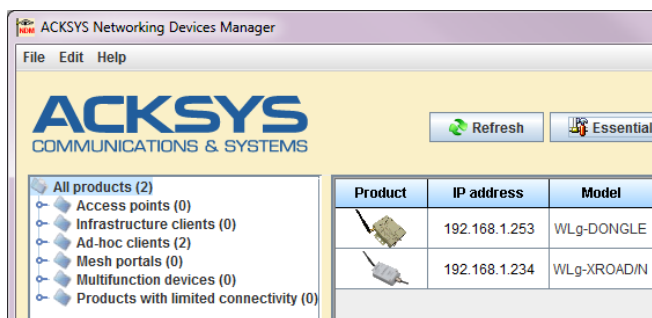 NDM ACKSYS Networking Devices Manager
File Edit Help
ACKSYS
COMMUNICATIONS & SYSTEMS
Refresh Essential
All products (2)
Access points (0)
Infrastructure clients (0)
Ad-hoc clients (2)
Mesh portals (0)
Multifunction devices (0)
Products with limited connectivity (0)
Product IP address Model
192.168.1.253 WLg-DONGLE
192.168.1.234 WLg-XROAD/N